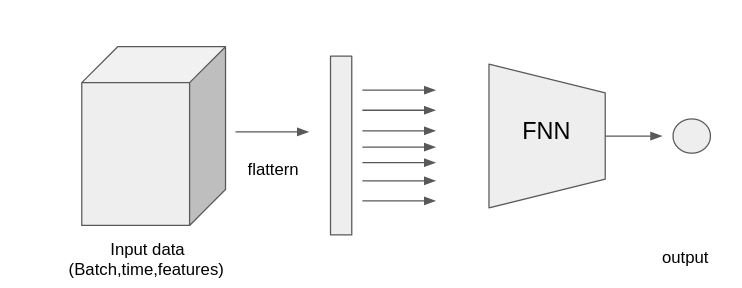 flattern
FNN
Input data
(Batch,time,features)
output